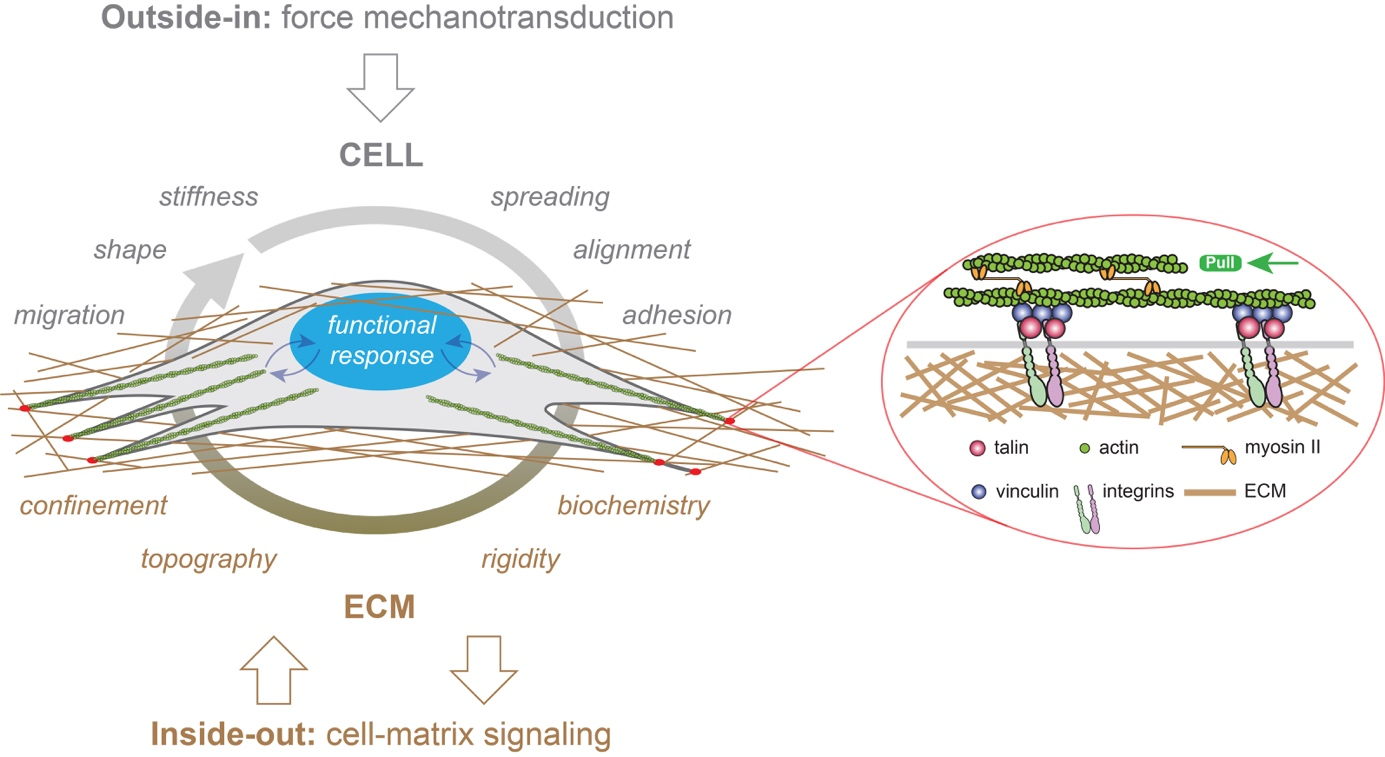 Outside-in: force mechanotransduction
CELL
stiffness
spreading
shape
alignment
migration
adhesion
functional
response
confinement
biochemistry
topography
rigidity
ECM
Inside-out: cell-matrix signaling
Pull
talin
actin
myosin II
vinculin
integrins
ECM